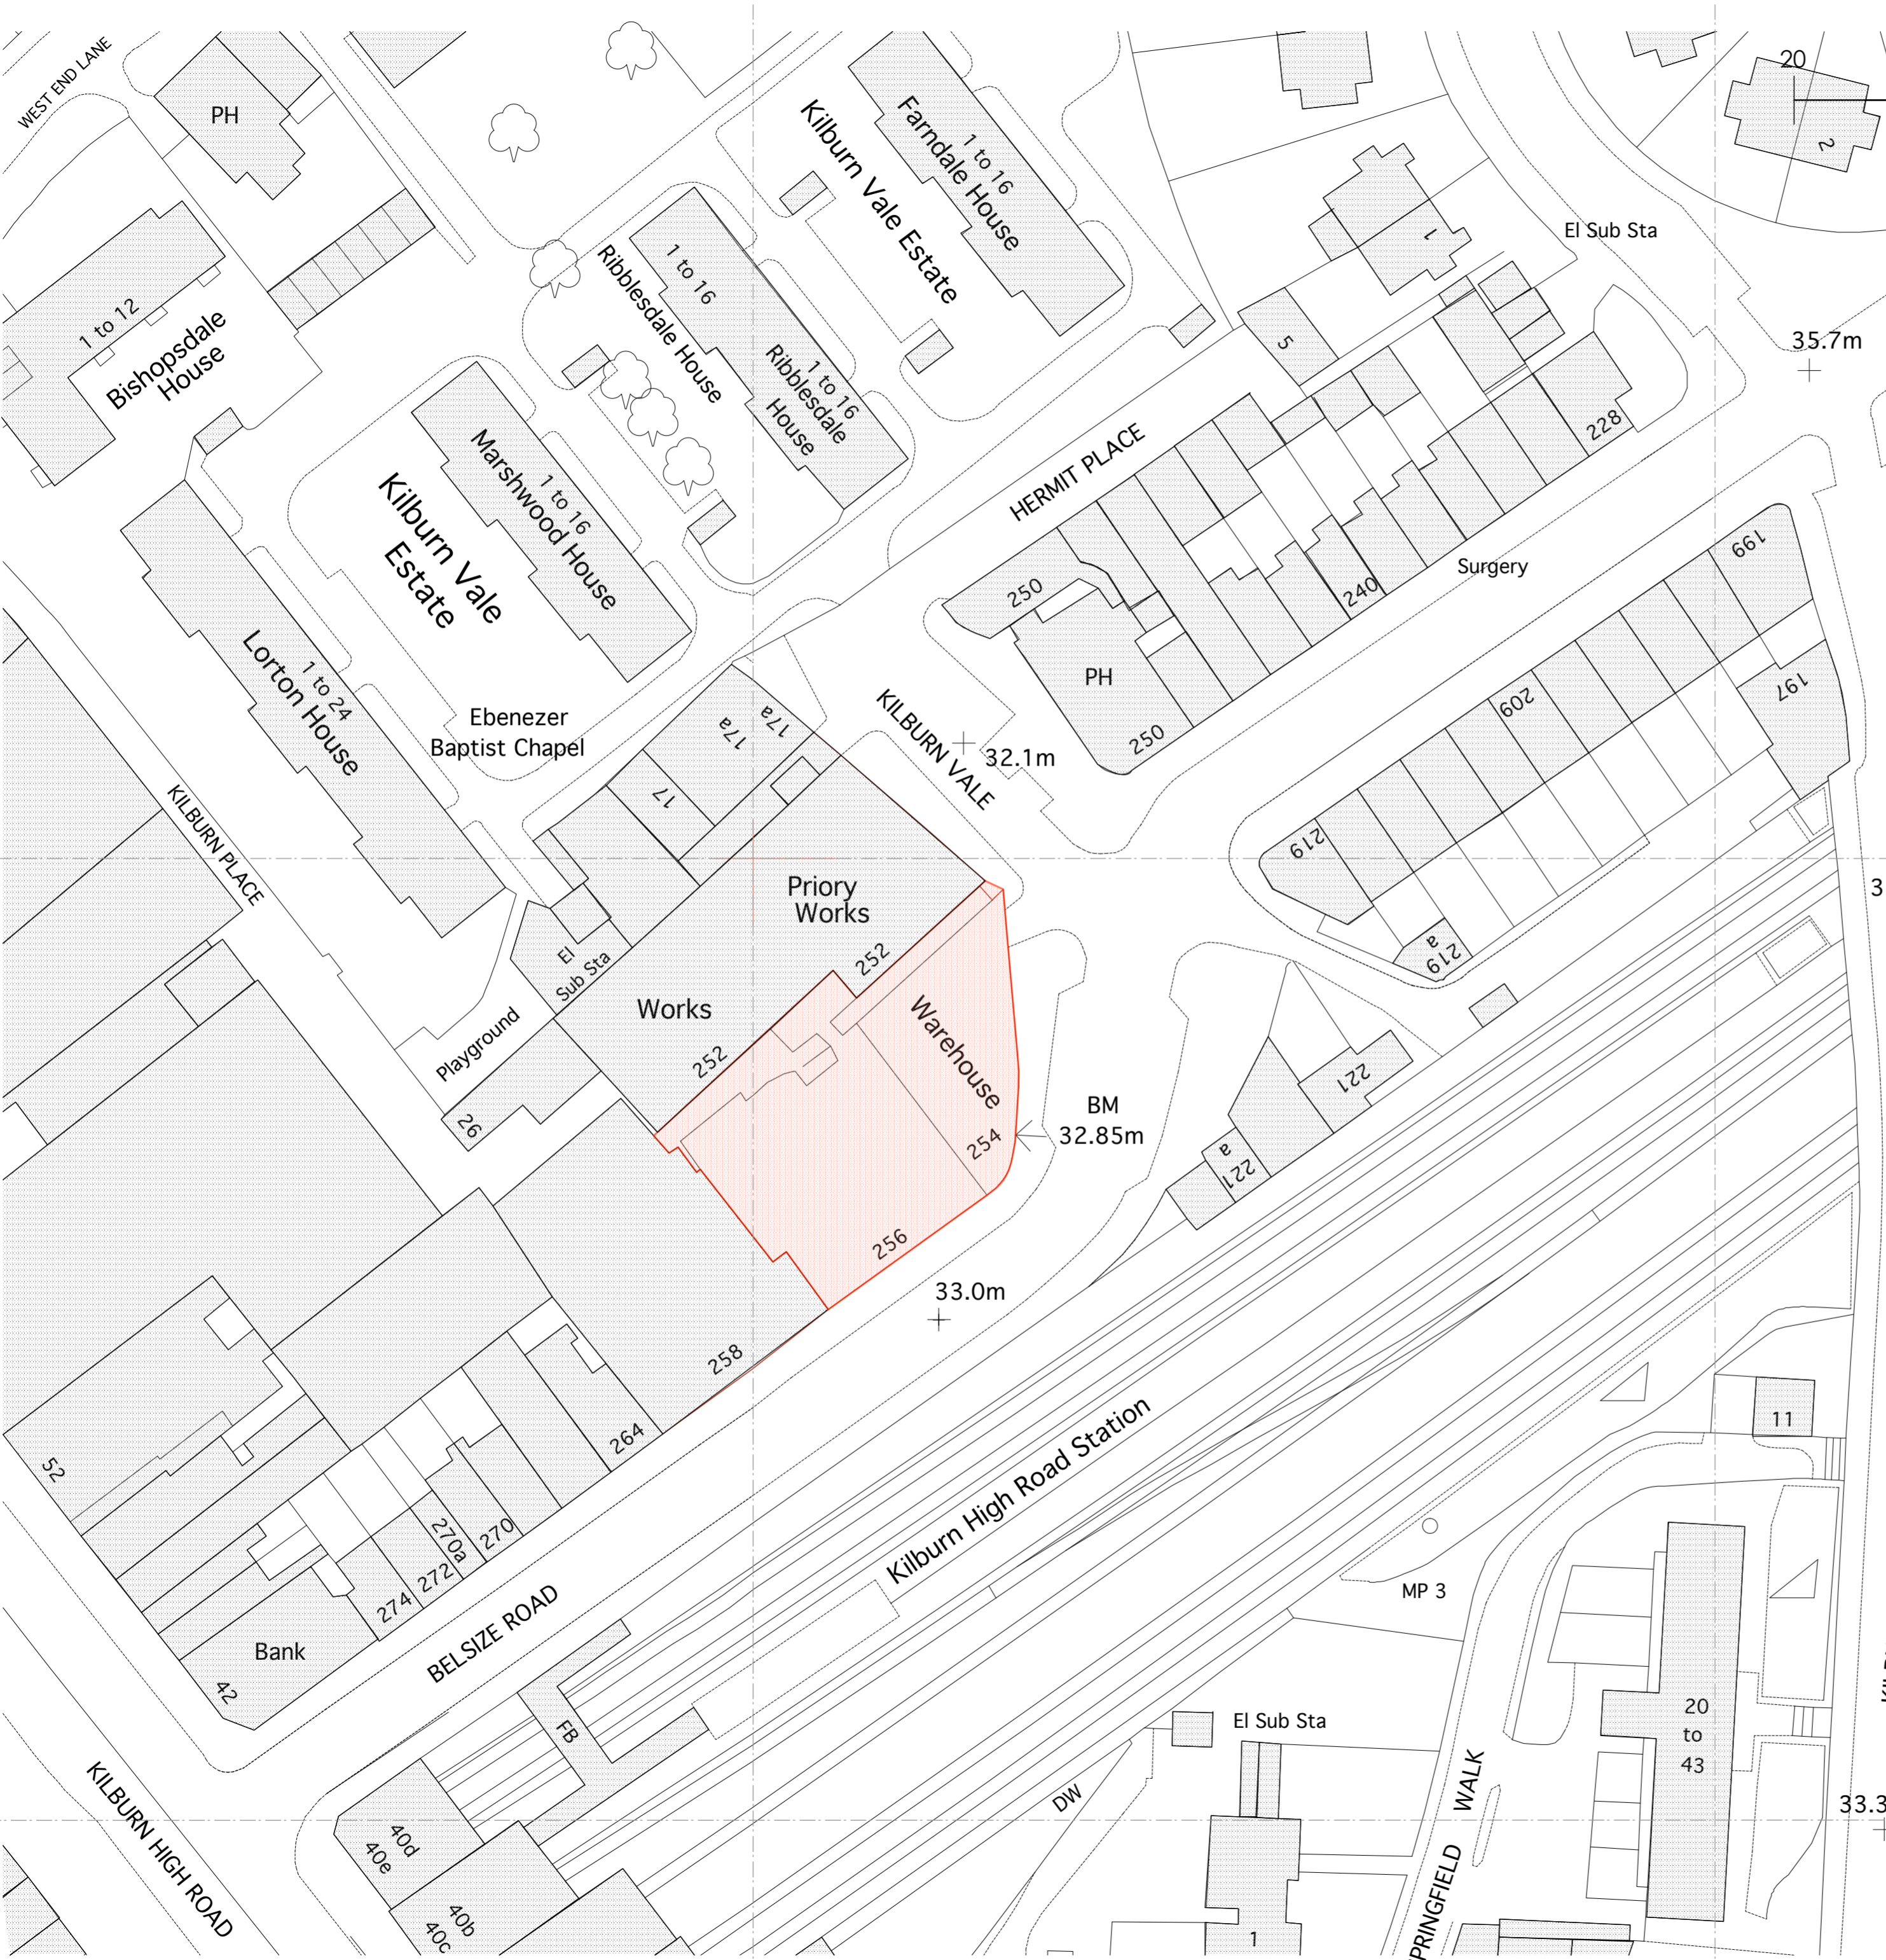 WEST END LANE
PH
20
2
1 to 16
Farndale House
Kilburn Vale Estate
1
El Sub Sta
1 to 12
Bishopsdale
House
1 to 16
Ribblesdale House
1 to 16
Ribblesdale
House
5
35.7m
228
1 to 16
Marshwood House
Kilburn Vale
Estate
HERMIT PLACE
Surgery
240
250
PH
250
199
197
209
219
219
a
1 to 24
Lorton House
Ebenezer
Baptist Chapel
17a
17a
17
KILBURN VALE
32.1m
KILBURN PLACE
Priory
Works
252
El
Sub Sta
Works
252
Playground
26
Warehouse
254
256
BM
32.85m
221
221
a
33.0m
258
264
52
270
270a
272
274
Bank
42
BELSIZE ROAD
Kilburn High Road Station
11
MP 3
FB
El Sub Sta
DW
20
to
43
33.3
KILBURN HIGH ROAD
40d
40e
40b
40c
1
PRINGFIELD WALK
3